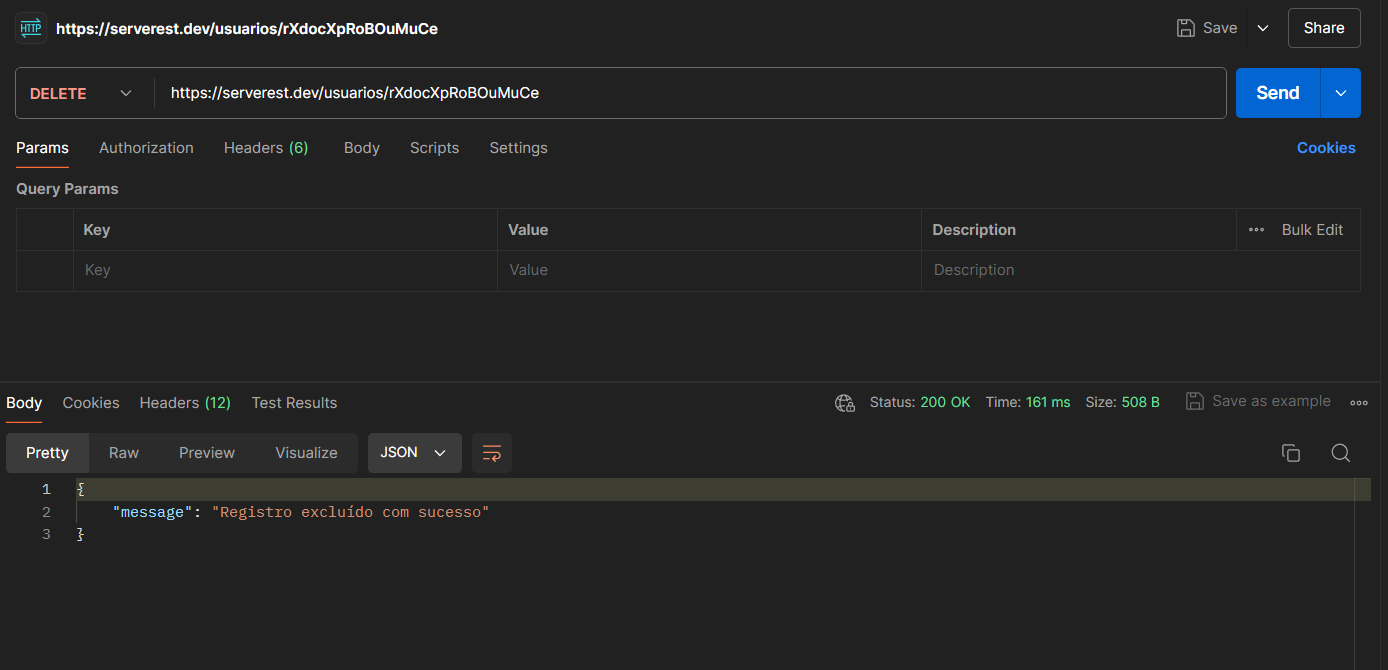 HTTP https://serverest.dev/usuarios/rXdocXpRoBOuMuCe Save Share
DELETE https://serverest.dev/usuarios/rXdocXpRoBOuMuCe Send
Params Authorization Headers (6) Body Scripts Settings Cookies
Query Params
Key Value Description ••• Bulk Edit
Key Value Description
Body Cookies Headers (12) Test Results Status: 200 OK Time: 161 ms Size: 508 B Save as example
Pretty Raw Preview Visualize JSON
1 {
2 "message": "Registro excluído com sucesso"
3 }